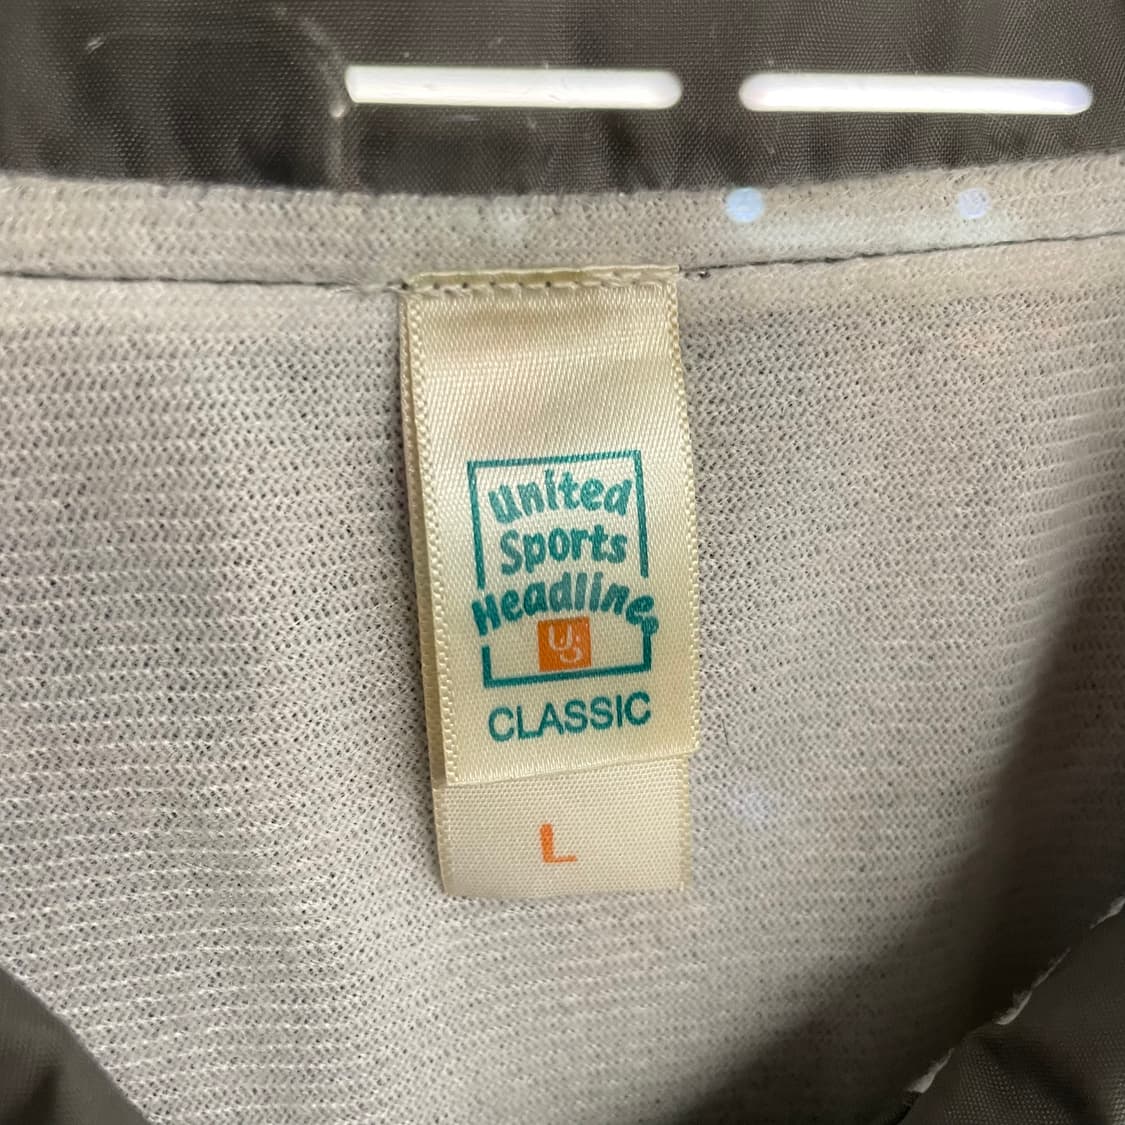 United
Sports
Headline
US
CLASSIC
L